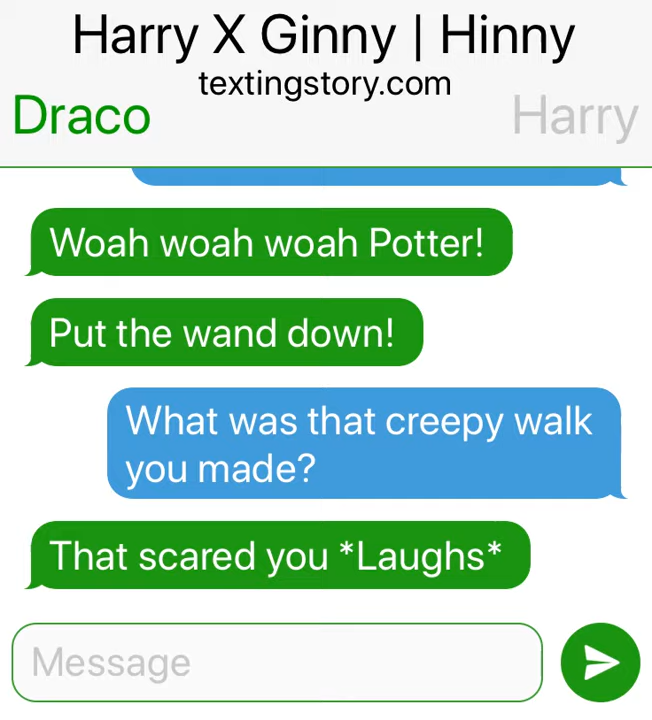 Harry X Ginny | Hinny
textingstory.com
Draco
Harry
Woah woah woah Potter!
Put the wand down!
What was that creepy walk
you made?
That scared you *Laughs*
Message